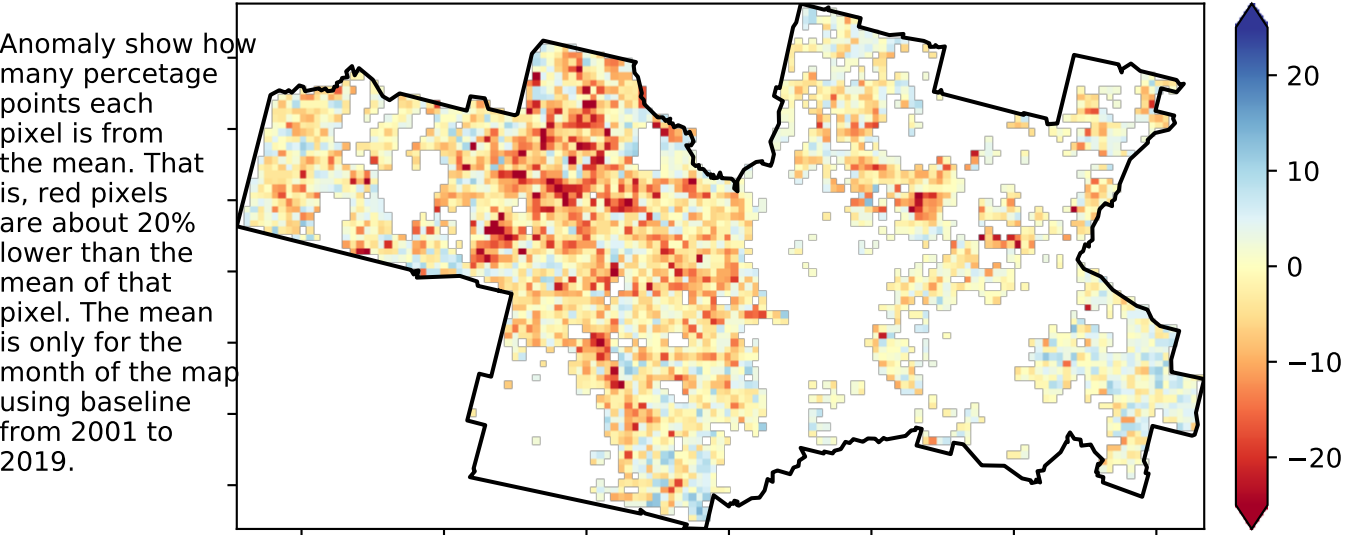 Anomaly show how
many percetage
points each
pixel is from
the mean. That
is, red pixels
are about 20%
lower than the
mean of that
pixel. The mean
is only for the
month of the map
using baseline
from 2001 to
2019.
20
10
0
−10
−20